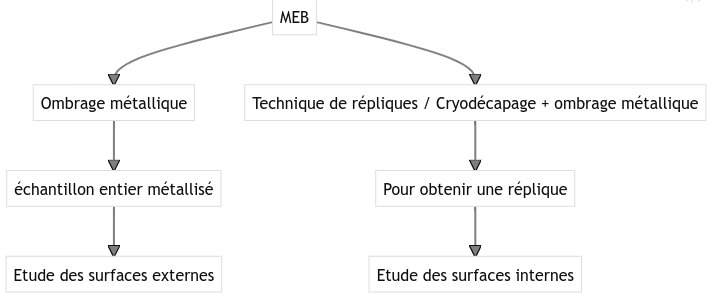 MEB
Ombrage métallique
Technique de répliques / Cryodécapage + ombrage métallique
échantillon entier métallisé
Pour obtenir une réplique
Etude des surfaces externes
Etude des surfaces internes